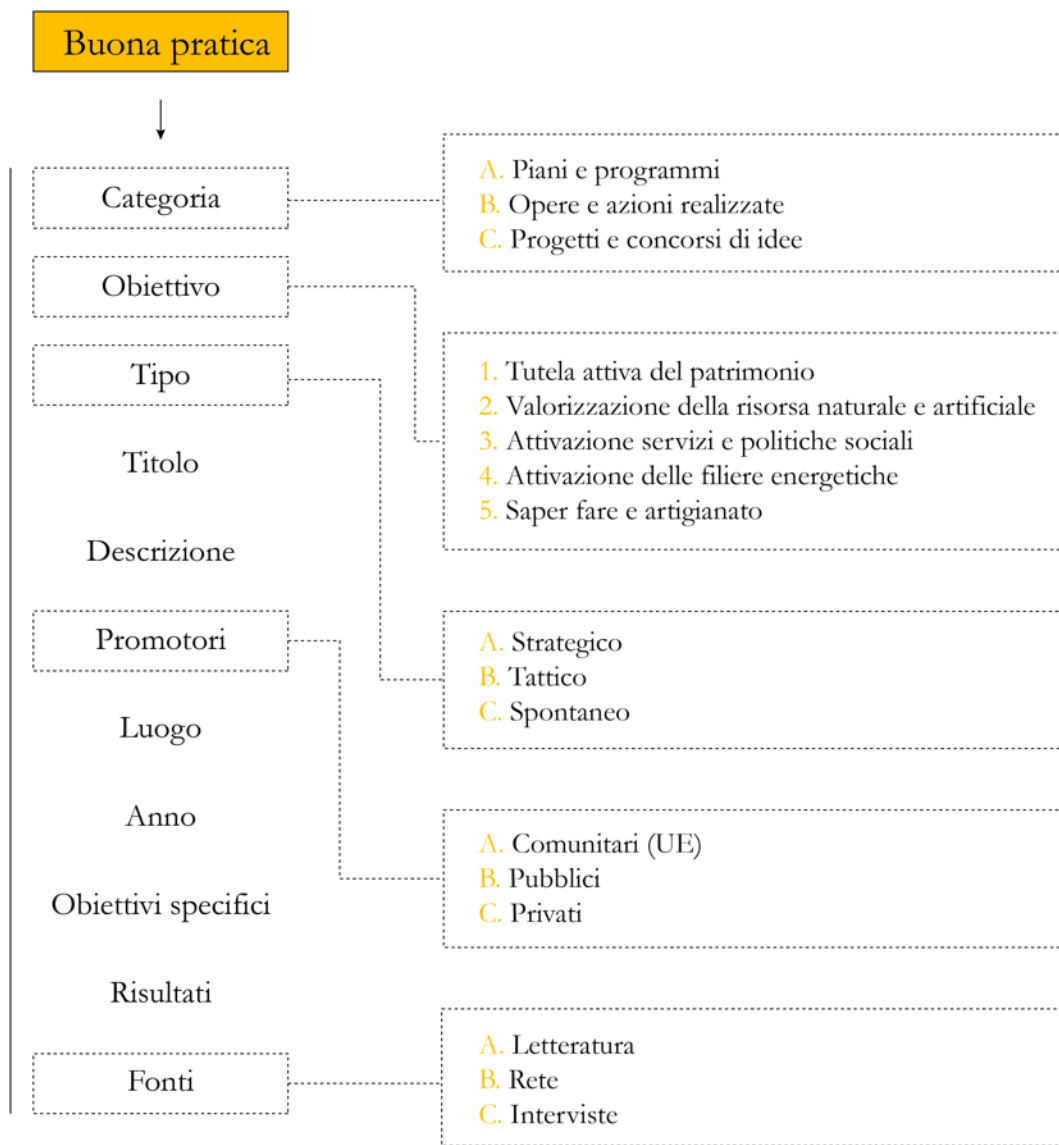 Buona pratica
Categoria
A. Piani e programmi
B. Opere e azioni realizzate
C. Progetti e concorsi di idee
Obiettivo
1. Tutela attiva del patrimonio
2. Valorizzazione della risorsa naturale e artificiale
3. Attivazione servizi e politiche sociali
4. Attivazione delle filiere energetiche
5. Saper fare e artigianato
Tipo
A. Strategico
B. Tattico
C. Spontaneo
Titolo
Descrizione
Promotori
A. Comunitari (UE)
B. Pubblici
C. Privati
Luogo
Anno
Obiettivi specifici
Risultati
Fonti
A. Letteratura
B. Rete
C. Interviste